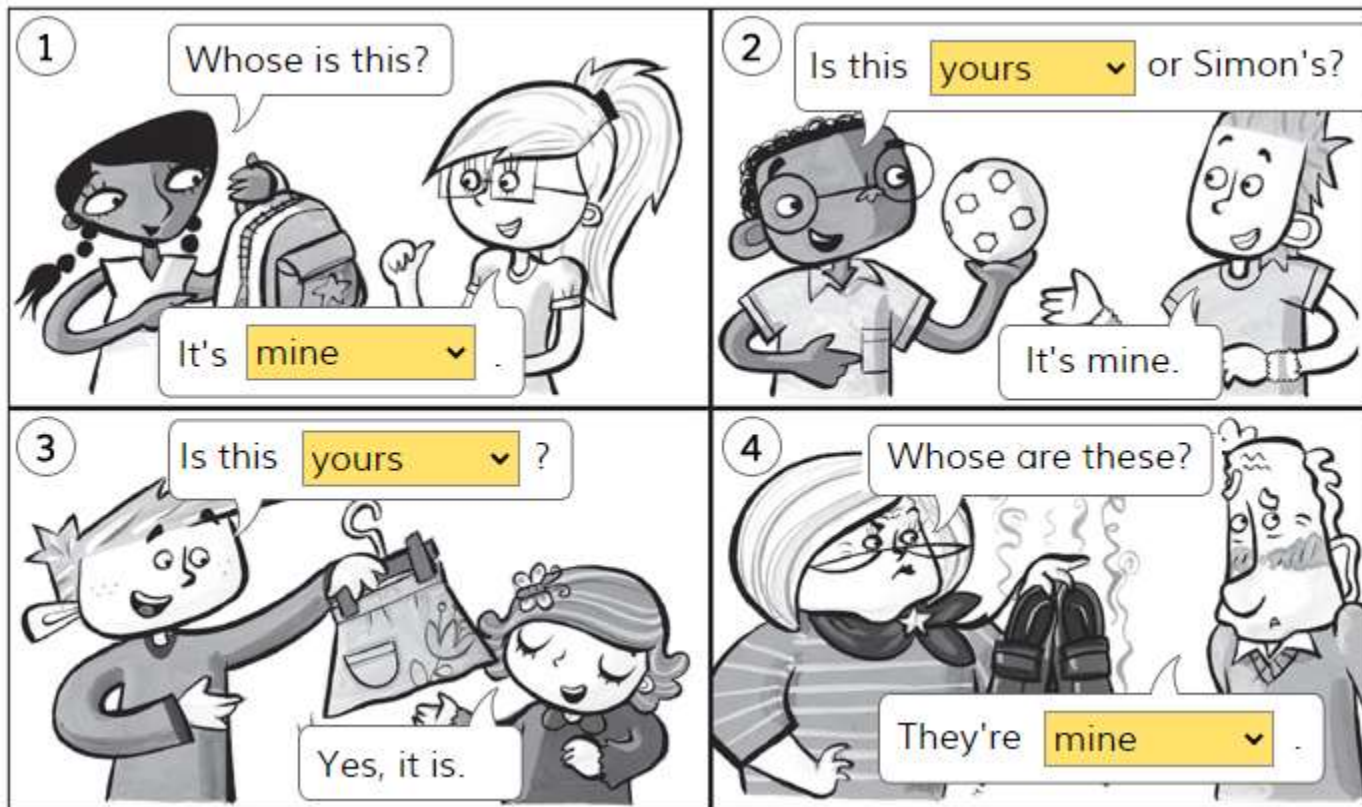 1
Whose is this?
It's mine .
2
Is this yours or Simon's?
It's mine.
3
Is this yours ?
Yes, it is.
4
Whose are these?
They're mine .